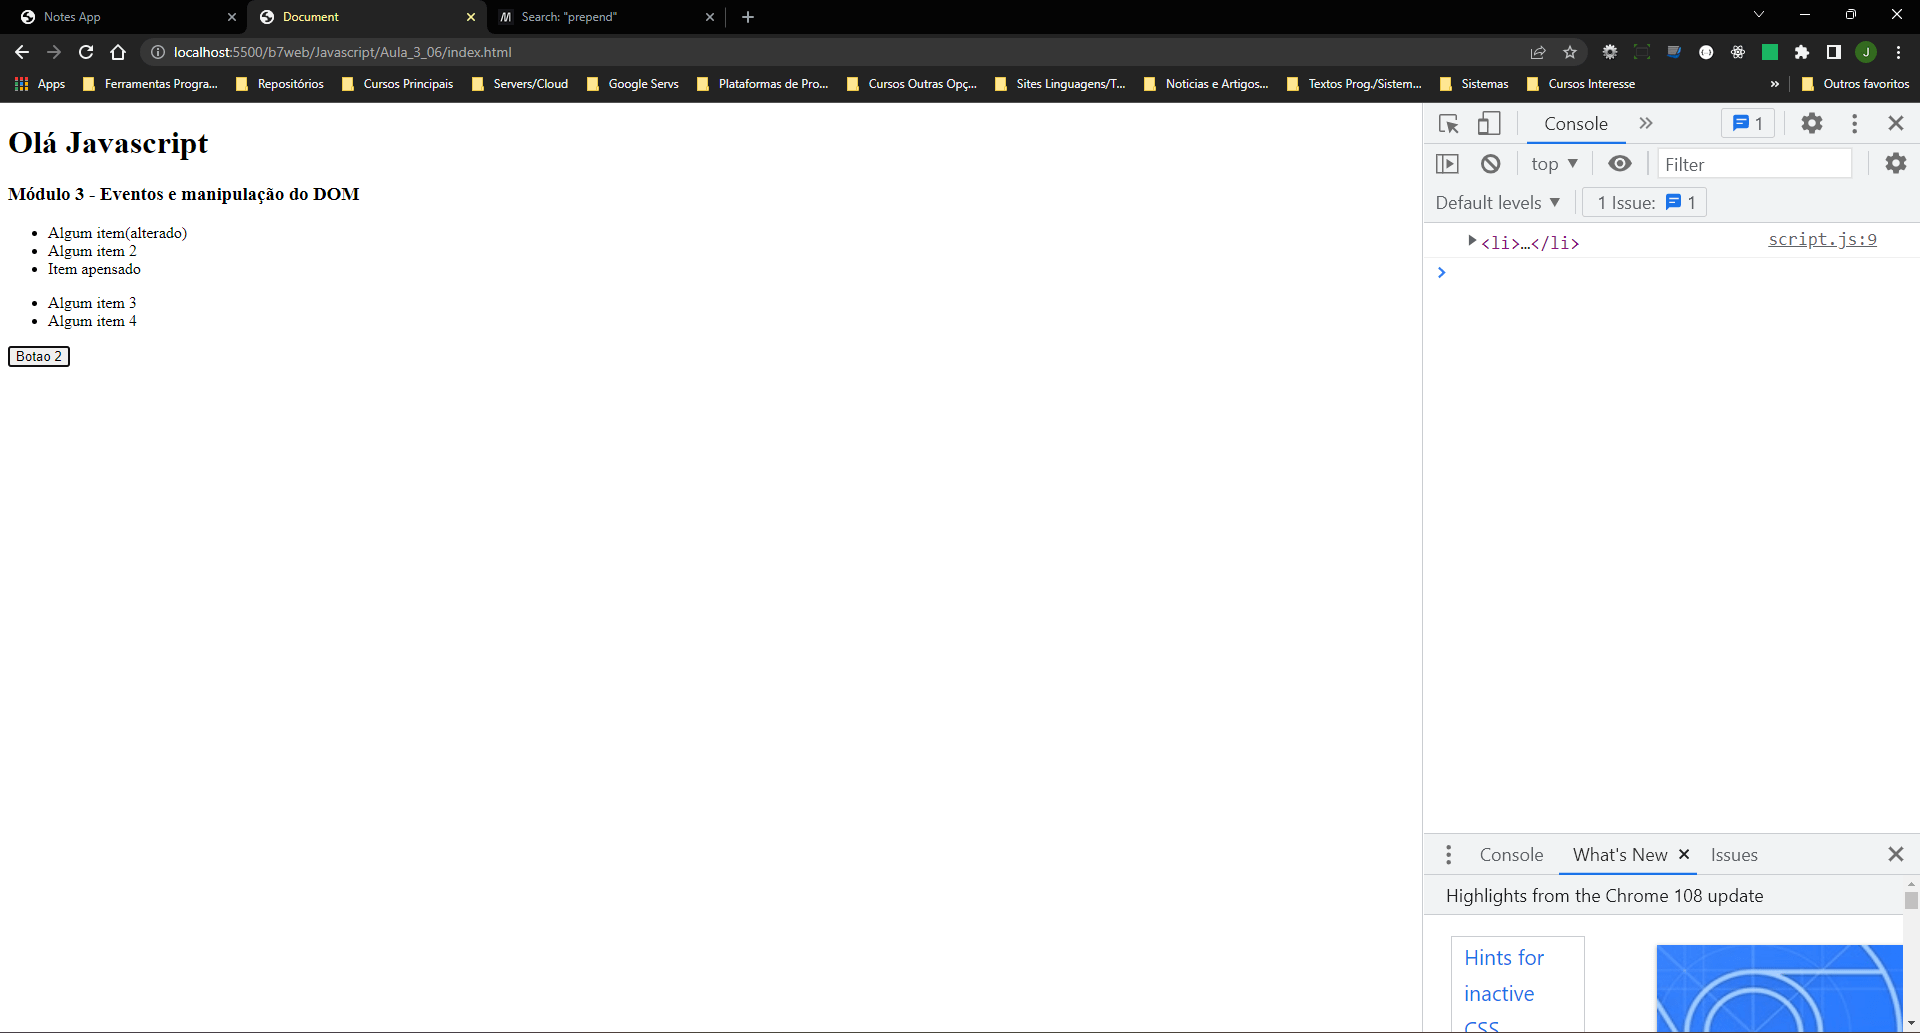 Notes App
Document
Search: "prepend"
localhost:5500/b7web/Javascript/Aula_3_06/index.html
J
Apps
Ferramentas Progra...
Repositórios
Cursos Principais
Servers/Cloud
Google Servs
Plataformas de Pro...
Cursos Outras Opç...
Sites Linguagens/T...
Noticias e Artigos...
Textos Prog./Sistem...
Sistemas
Cursos Interesse
»
Outros favoritos
Olá Javascript
Módulo 3 - Eventos e manipulação do DOM
• Algum item(alterado)
• Algum item 2
• Item apensado
• Algum item 3
• Algum item 4
Botao 2
Console
1
top
Filter
Default levels
1 Issue: 1
<li>…</li>
script.js:9
Console
What's New
Issues
Highlights from the Chrome 108 update
Hints for
inactive
CSS